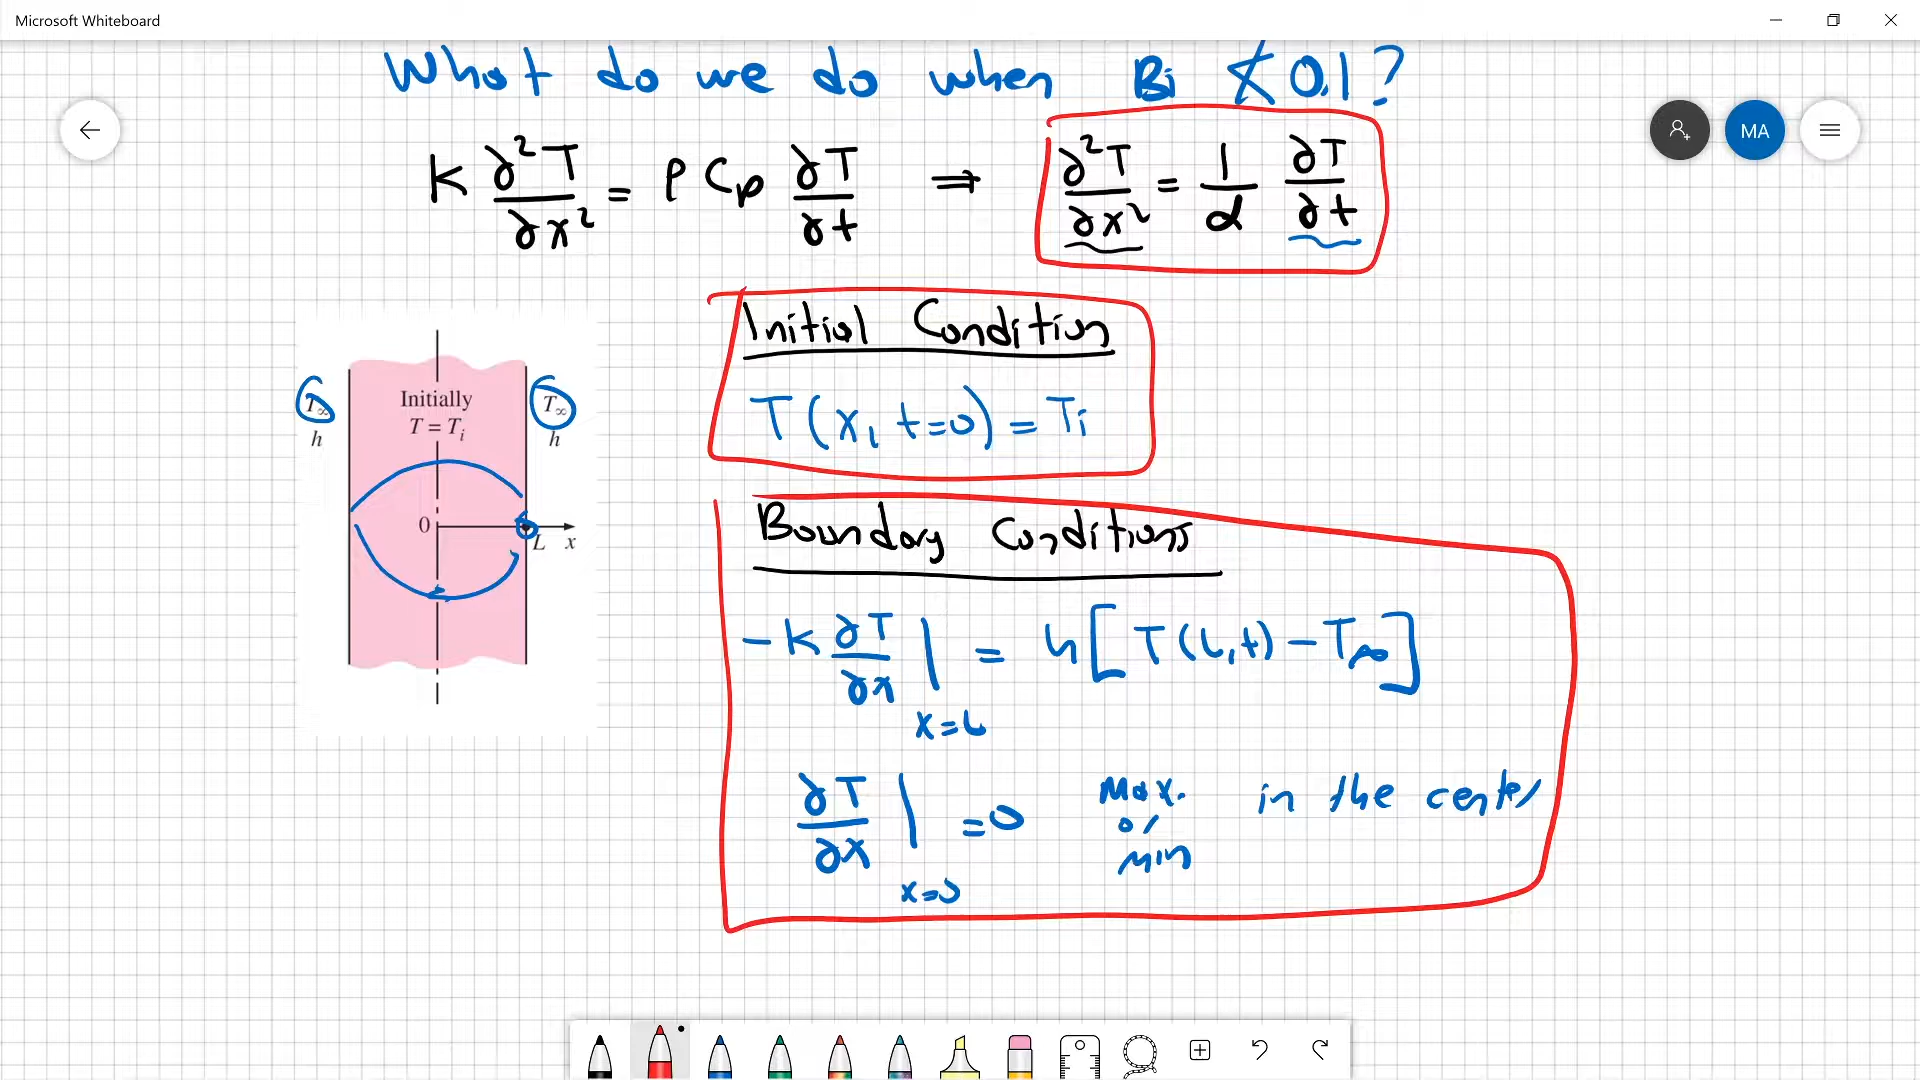 Microsoft Whiteboard
What do we do when Bi ≮ 0.1?
K ∂²T/∂x² = ρ Cp ∂T/∂t ⇒ ∂²T/∂x² = 1/α ∂T/∂t
MA
Initial Condition
T(x, t=0) = Ti
T∞
h
Initially
T = Ti
T∞
h
0
L x
Boundary Conditions
-K ∂T/∂x | x=L = h[T(L,t) - T∞]
∂T/∂x | x=0 = 0 Max. or min in the center